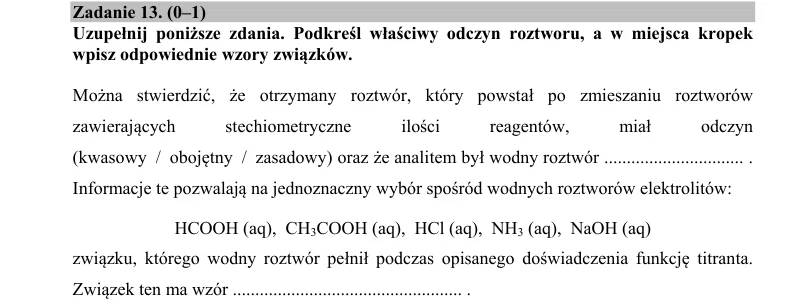 Zadanie 13. (0–1)
Uzupełnij poniższe zdania. Podkreśl właściwy odczyn roztworu, a w miejsca kropek
wpisz odpowiednie wzory związków.
Można stwierdzić, że otrzymany roztwór, który powstał po zmieszaniu roztworów
zawierających stechiometryczne ilości reagentów, miał odczyn
(kwasowy / obojętny / zasadowy) oraz że analitem był wodny roztwór ............................... .
Informacje te pozwalają na jednoznaczny wybór spośród wodnych roztworów elektrolitów:
HCOOH (aq), CH₃COOH (aq), HCl (aq), NH₃ (aq), NaOH (aq)
związku, którego wodny roztwór pełnił podczas opisanego doświadczenia funkcję titranta.
Związek ten ma wzór .................................................... .